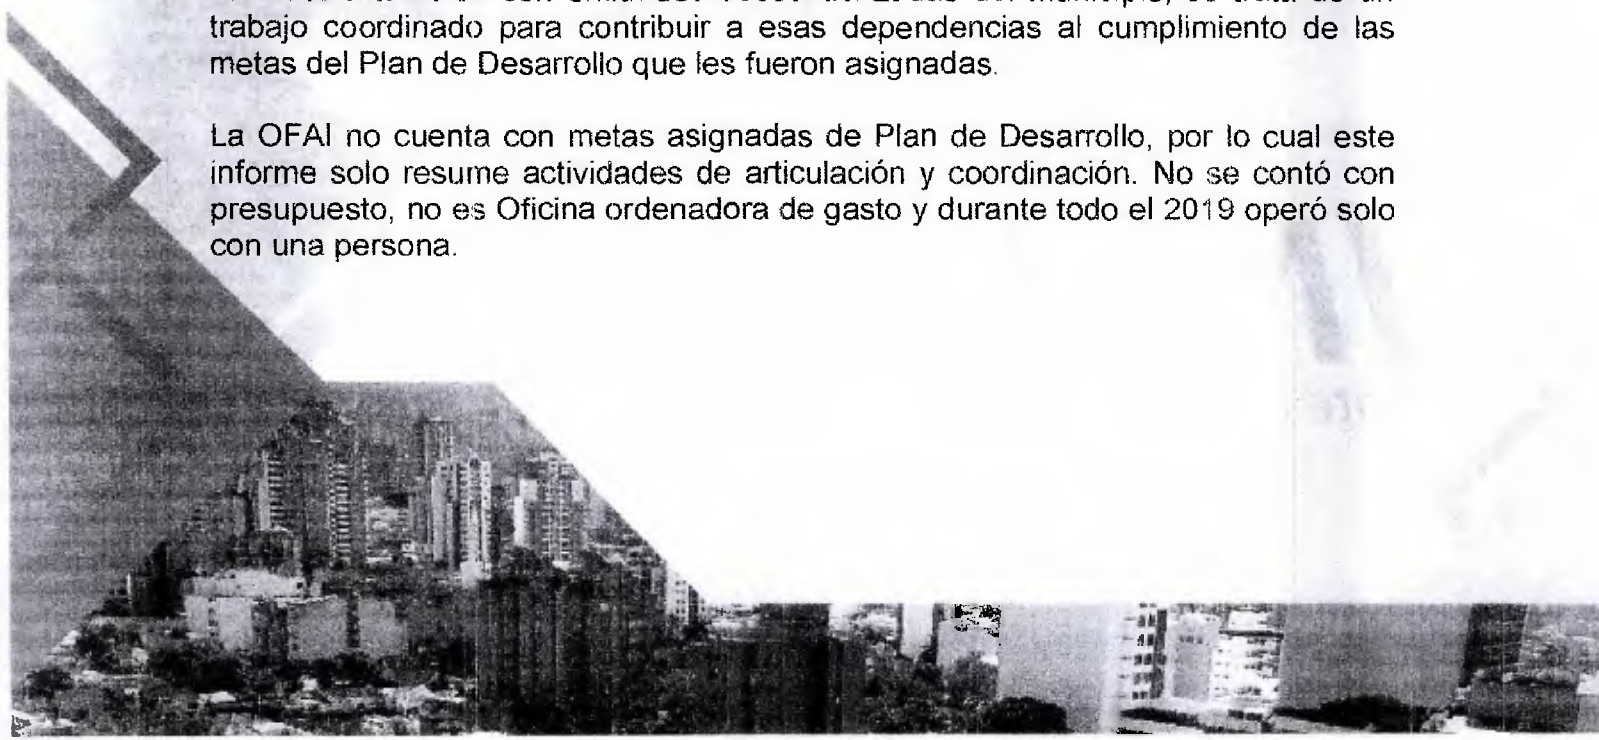 trabajo coordinado para contribuir a esas dependencias al cumplimiento de las
metas del Plan de Desarrollo que les fueron asignadas.
La OFAI no cuenta con metas asignadas de Plan de Desarrollo, por lo cual este
informe solo resume actividades de articulación y coordinación. No se contó con
presupuesto, no es Oficina ordenadora de gasto y durante todo el 2019 operó solo
con una persona.